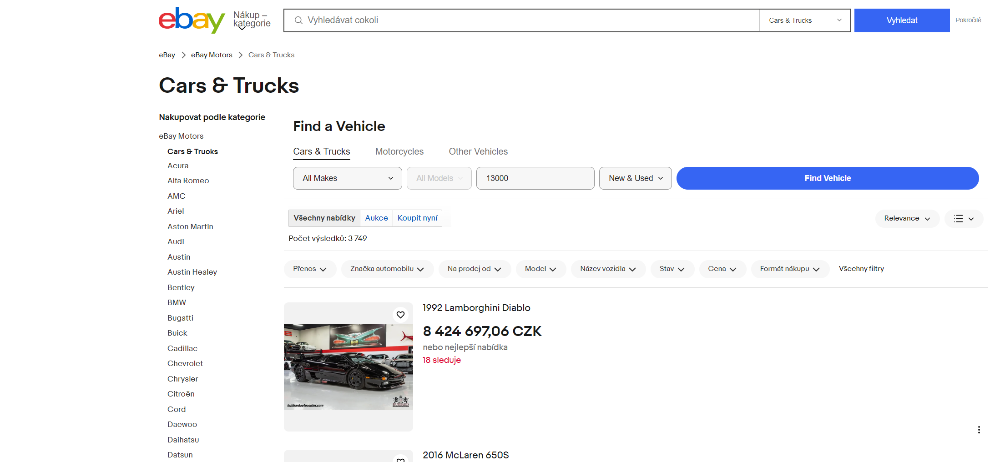 ebay
Nákup –
kategorie
Vyhledávat cokoli
Cars & Trucks
Vyhledat
Pokročilé
eBay
eBay Motors
Cars & Trucks
Cars & Trucks
Nakupovat podle kategorie
eBay Motors
Cars & Trucks
Acura
Alfa Romeo
AMC
Ariel
Aston Martin
Audi
Austin
Austin Healey
Bentley
BMW
Bugatti
Buick
Cadillac
Chevrolet
Chrysler
Citroën
Cord
Daewoo
Daihatsu
Datsun
Find a Vehicle
Cars & Trucks
Motorcycles
Other Vehicles
All Makes
All Models
13000
New & Used
Find Vehicle
Všechny nabídky
Aukce
Koupit nyní
Relevance
Počet výsledků: 3 749
Přenos
Značka automobilu
Na prodej od
Model
Název vozidla
Stav
Cena
Formát nákupu
Všechny filtry
1992 Lamborghini Diablo
8 424 697,06 CZK
nebo nejlepší nabídka
18 sleduje
hubbardautocenter.com
HUBBARD
2016 McLaren 650S